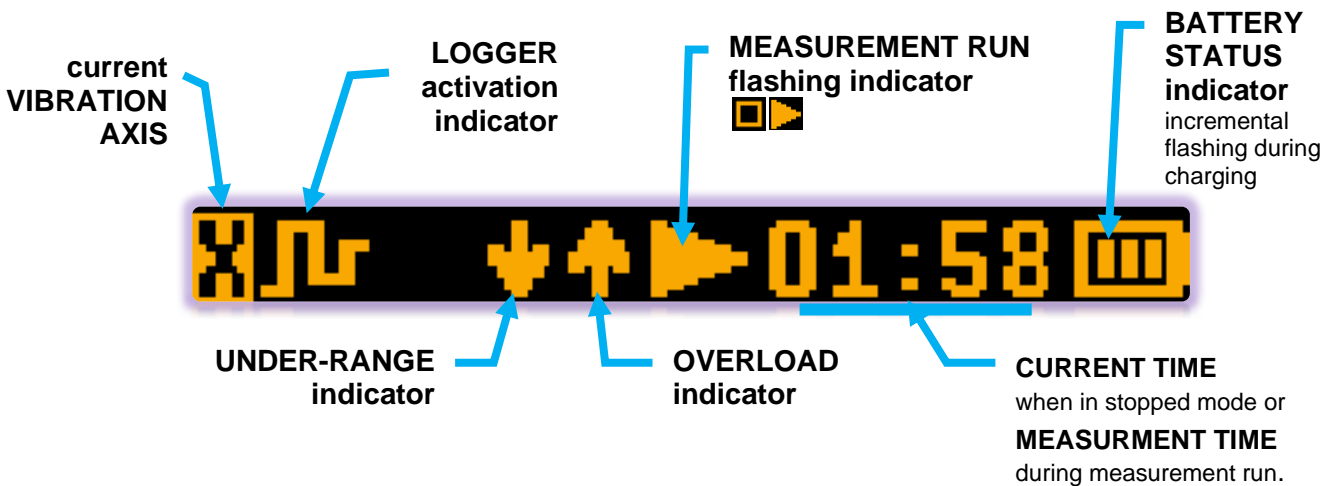 current
VIBRATION
AXIS
LOGGER
activation
indicator
MEASUREMENT RUN
flashing indicator
BATTERY
STATUS
indicator
incremental
flashing during
charging
X
01:58
UNDER-RANGE
indicator
OVERLOAD
indicator
CURRENT TIME
when in stopped mode or
MEASURMENT TIME
during measurement run.